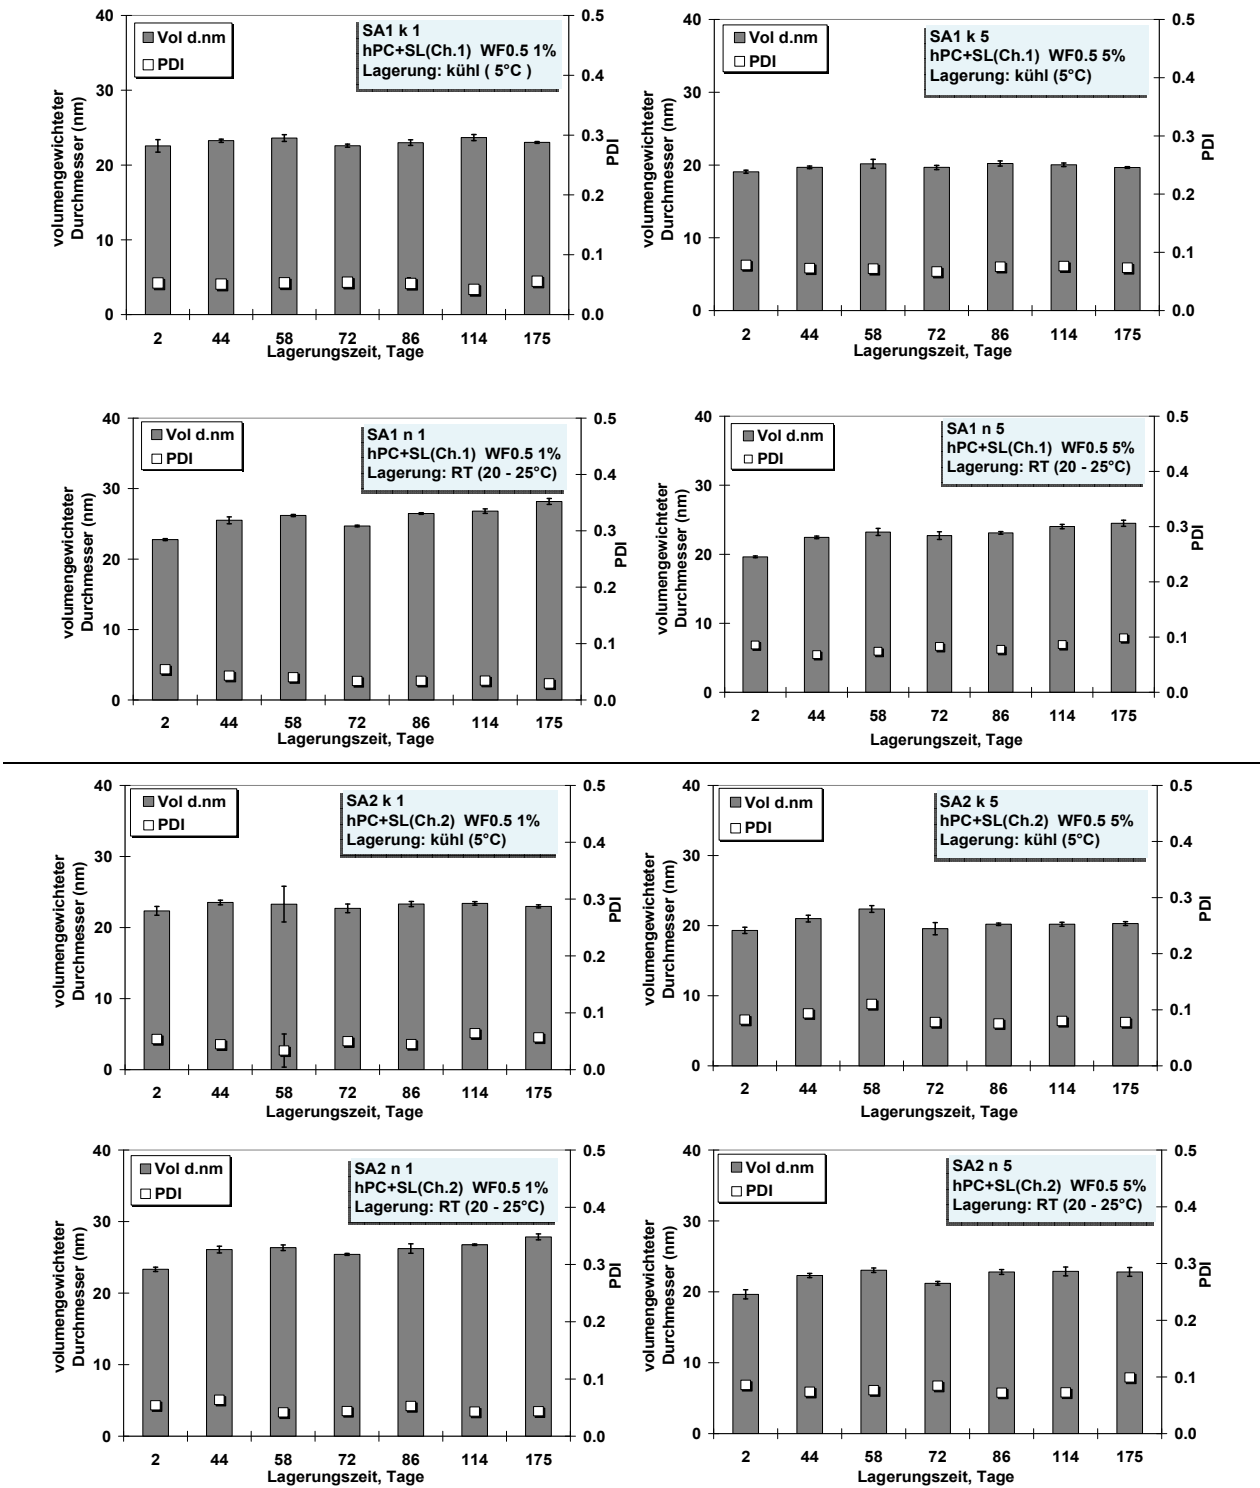 SA1 k 1
hPC+SL(Ch.1) WF0.5 1%
Lagerung: kühl ( 5°C )
Vol d.nm
PDI
40
30
20
10
0
0.5
0.4
0.3
0.2
0.1
0.0
volumengewichteter
Durchmesser (nm)
PDI
2 44 58 72 86 114 175
Lagerungszeit, Tage
SA1 k 5
hPC+SL(Ch.1) WF0.5 5%
Lagerung: kühl (5°C)
Vol d.nm
PDI
40
30
20
10
0
0.5
0.4
0.3
0.2
0.1
0.0
volumengewichteter
Durchmesser (nm)
PDI
2 44 58 72 86 114 175
Lagerungszeit, Tage
SA1 n 1
hPC+SL(Ch.1) WF0.5 1%
Lagerung: RT (20 - 25°C)
Vol d.nm
PDI
40
30
20
10
0
0.5
0.4
0.3
0.2
0.1
0.0
volumengewichteter
Durchmesser (nm)
PDI
2 44 58 72 86 114 175
Lagerungszeit, Tage
SA1 n 5
hPC+SL(Ch.1) WF0.5 5%
Lagerung: RT (20 - 25°C)
Vol d.nm
PDI
40
30
20
10
0
0.5
0.4
0.3
0.2
0.1
0.0
volumengewichteter
Durchmesser (nm)
PDI
2 44 58 72 86 114 175
Lagerungszeit, Tage
SA2 k 1
hPC+SL(Ch.2) WF0.5 1%
Lagerung: kühl (5°C)
Vol d.nm
PDI
40
30
20
10
0
0.5
0.4
0.3
0.2
0.1
0.0
volumengewichteter
Durchmesser (nm)
PDI
2 44 58 72 86 114 175
Lagerungszeit, Tage
SA2 k 5
hPC+SL(Ch.2) WF0.5 5%
Lagerung: kühl (5°C)
Vol d.nm
PDI
40
30
20
10
0
0.5
0.4
0.3
0.2
0.1
0.0
volumengewichteter
Durchmesser (nm)
PDI
2 44 58 72 86 114 175
Lagerungszeit, Tage
SA2 n 1
hPC+SL(Ch.2) WF0.5 1%
Lagerung: RT (20 - 25°C)
Vol d.nm
PDI
40
30
20
10
0
0.5
0.4
0.3
0.2
0.1
0.0
volumengewichteter
Durchmesser (nm)
PDI
2 44 58 72 86 114 175
Lagerungszeit, Tage
SA2 n 5
hPC+SL(Ch.2) WF0.5 5%
Lagerung: RT (20 - 25°C)
Vol d.nm
PDI
40
30
20
10
0
0.5
0.4
0.3
0.2
0.1
0.0
volumengewichteter
Durchmesser (nm)
PDI
2 44 58 72 86 114 175
Lagerungszeit, Tage